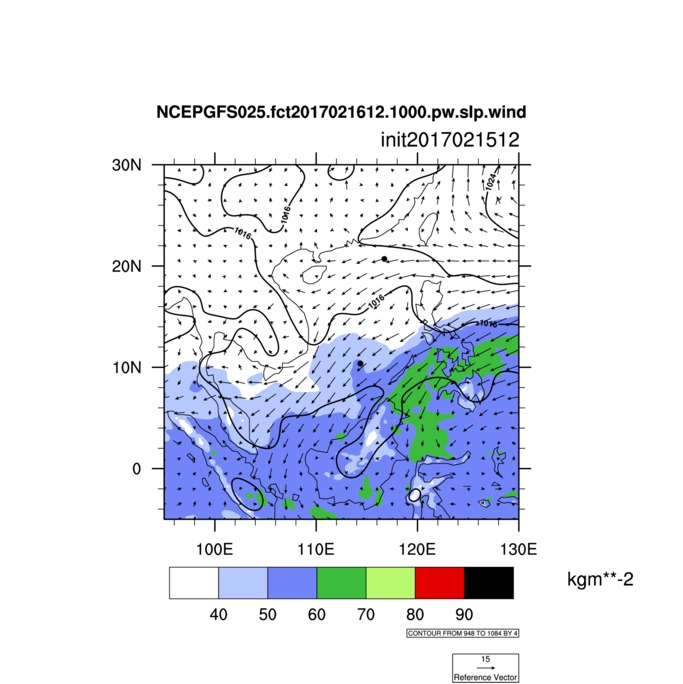 NCEPGFS025.fct2017021612.1000.pw.slp.wind
init2017021512
30N
1024
1016
1016
20N
1016
1016
10N
0
100E 110E 120E 130E
kgm**-2
40 50 60 70 80 90
CONTOUR FROM 948 TO 1084 BY 4
15
Reference Vector